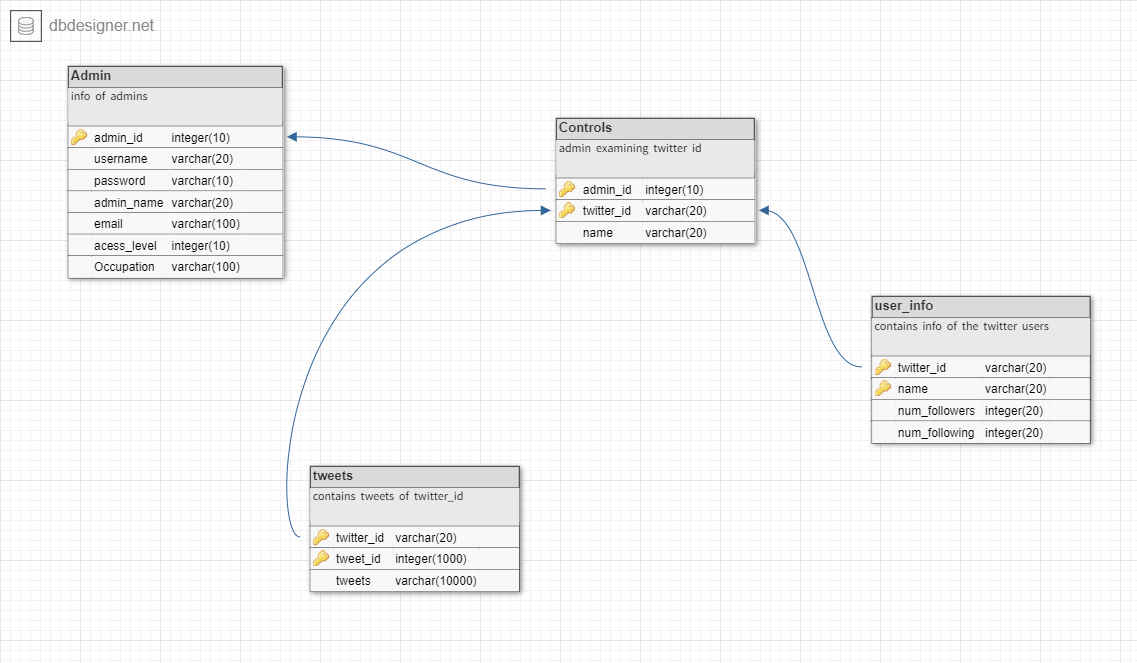 dbdesigner.net
Admin
info of admins
admin_id integer(10)
username varchar(20)
password varchar(10)
admin_name varchar(20)
email varchar(100)
acess_level integer(10)
Occupation varchar(100)
Controls
admin examining twitter id
admin_id integer(10)
twitter_id varchar(20)
name varchar(20)
user_info
contains info of the twitter users
twitter_id varchar(20)
name varchar(20)
num_followers integer(20)
num_following integer(20)
tweets
contains tweets of twitter_id
twitter_id varchar(20)
tweet_id integer(1000)
tweets varchar(10000)